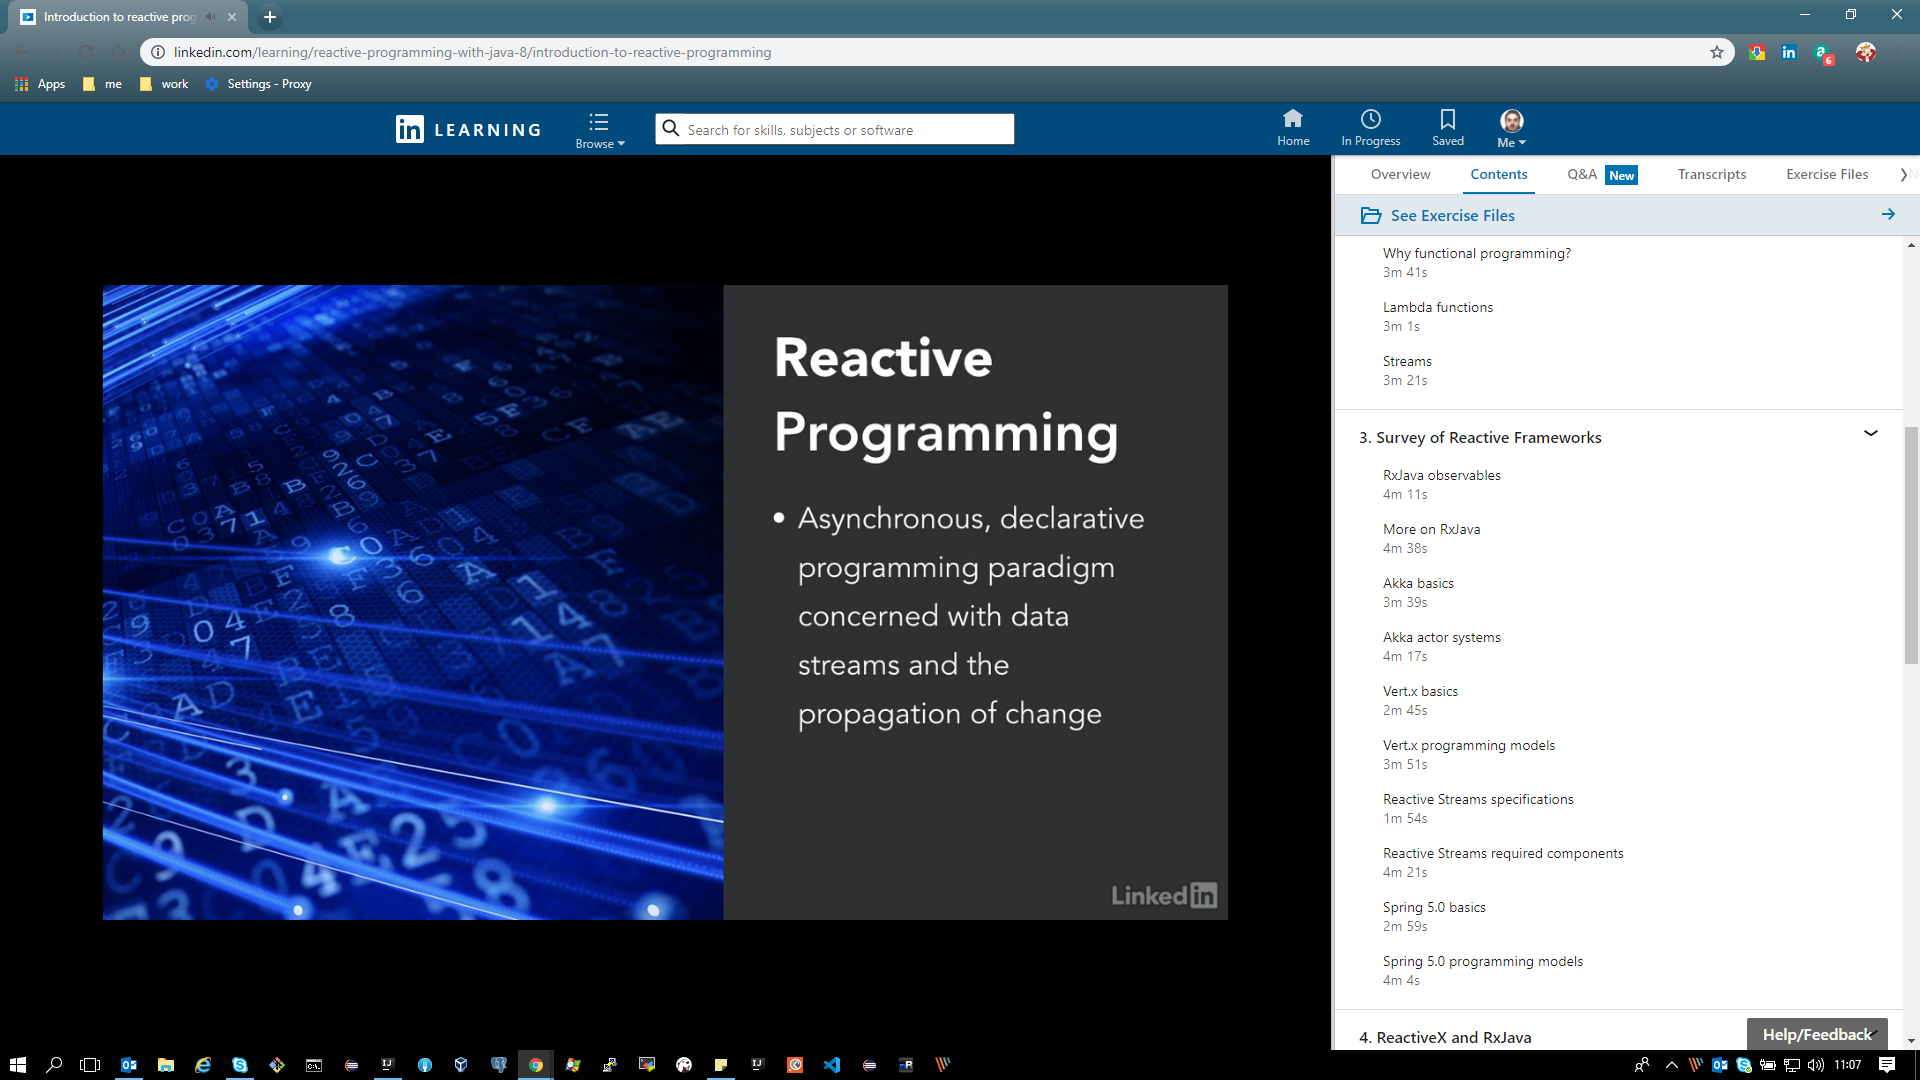 Introduction to reactive prog
linkedin.com/learning/reactive-programming-with-java-8/introduction-to-reactive-programming
6
Apps
me
work
Settings - Proxy
in LEARNING
Browse
Search for skills, subjects or software
Home
In Progress
Saved
Me
Overview
Contents
Q&A New
Transcripts
Exercise Files
See Exercise Files
Reactive
Programming
• Asynchronous, declarative
programming paradigm
concerned with data
streams and the
propagation of change
Linked in
Why functional programming?
3m 41s
Lambda functions
3m 1s
Streams
3m 21s
3. Survey of Reactive Frameworks
RxJava observables
4m 11s
More on RxJava
4m 38s
Akka basics
3m 39s
Akka actor systems
4m 17s
Vert.x basics
2m 45s
Vert.x programming models
3m 51s
Reactive Streams specifications
1m 54s
Reactive Streams required components
4m 21s
Spring 5.0 basics
2m 59s
Spring 5.0 programming models
4m 4s
4. ReactiveX and RxJava
Help/Feedback
11:07